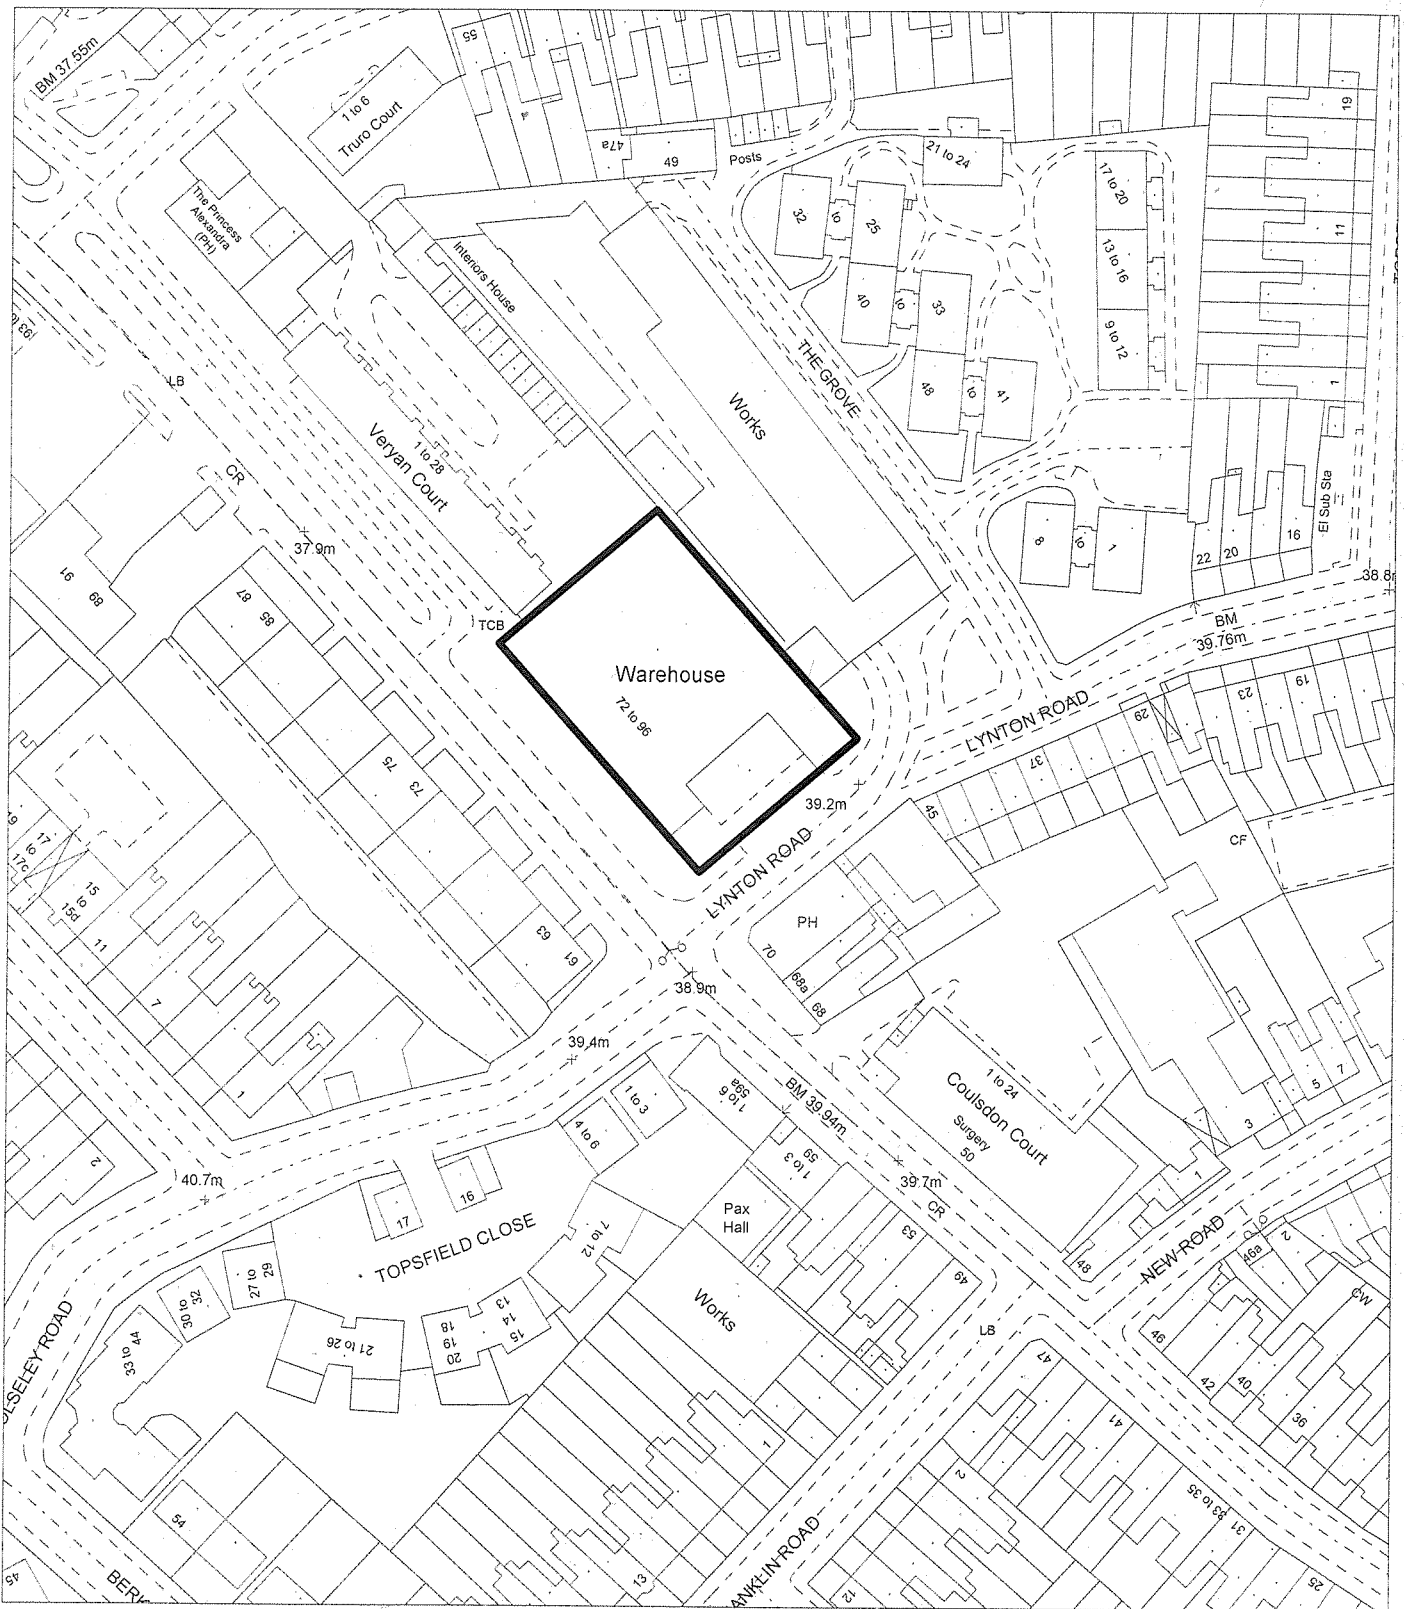 BM 37.55m
1 to 6
Truro Court
55
47a
49
Posts
21 to 24
17 to 20
19
The Princess
Alexandra
(PH)
Interiors House
32
to
25
13 to 16
11
40
to
33
9 to 12
THE GROVE
48
to
41
1
LB
Works
1 to 28
Veryan Court
CR
37.9m
El Sub Sta
16
22
20
8
to
1
38.8
91
89
87
85
TCB
BM
39.76m
Warehouse
72 to 96
LYNTON ROAD
29
23
19
37
75
73
39.2m
45
CF
LYNTON ROAD
PH
70
68a
68
19
17
to
17c
15
to
15d
11
7
1
63
61
38.9m
39.4m
1 to 24
Coulsdon Court
Surgery
50
5
7
3
1
1 to 6
59a
BM 39.94m
1 to 3
4 to 6
1 to 3
59
39.7m
CR
2
40.7m
16
17
Pax
Hall
TOPSFIELD CLOSE
7 to 12
53
49
48
NEW ROAD
46a
2
CW
27 to
29
30 to
32
33 to
44
21 to 26
18
19
20
13
14
15
Works
LB
47
46
42
40
36
41
OLSELEY ROAD
54
1
2
33 to 35
31
25
45
BERK
13
ANKLIN ROAD
12